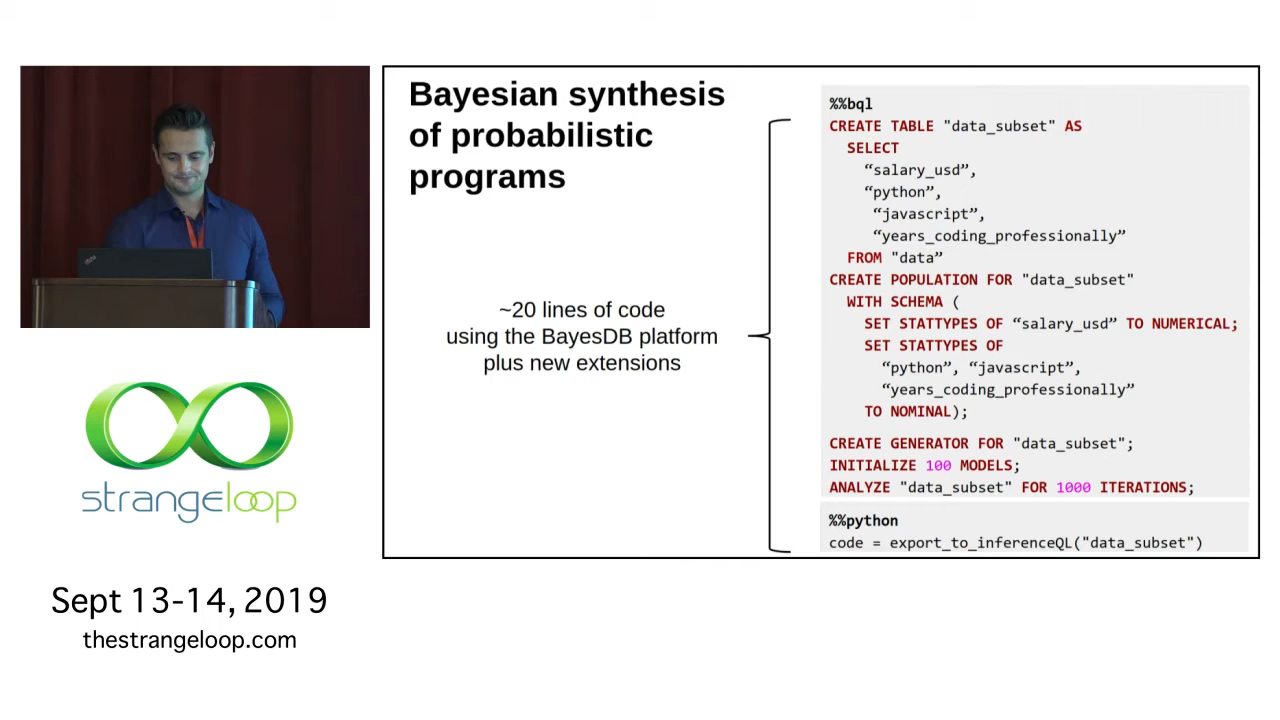 Bayesian synthesis
of probabilistic
programs
~20 lines of code
using the BayesDB platform
plus new extensions
%%bql
CREATE TABLE "data_subset" AS
SELECT
“salary_usd”,
“python”,
“javascript”,
“years_coding_professionally”
FROM "data”
CREATE POPULATION FOR "data_subset"
WITH SCHEMA (
SET STATTYPES OF “salary_usd” TO NUMERICAL;
SET STATTYPES OF
“python”, “javascript”,
“years_coding_professionally”
TO NOMINAL);
CREATE GENERATOR FOR "data_subset";
INITIALIZE 100 MODELS;
ANALYZE "data_subset" FOR 1000 ITERATIONS;
%%python
code = export_to_inferenceQL("data_subset")
strangeloop
Sept 13-14, 2019
thestrangeloop.com